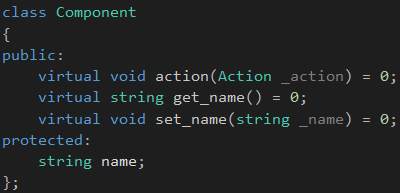 class Component
{
public:
    virtual void action(Action _action) = 0;
    virtual string get_name() = 0;
    virtual void set_name(string _name) = 0;
protected:
    string name;
};